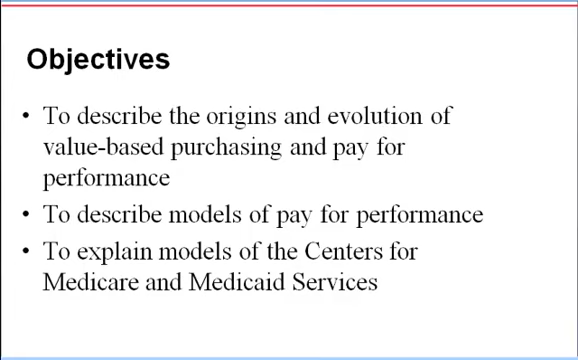 Objectives
• To describe the origins and evolution of
value-based purchasing and pay for
performance
• To describe models of pay for performance
• To explain models of the Centers for
Medicare and Medicaid Services